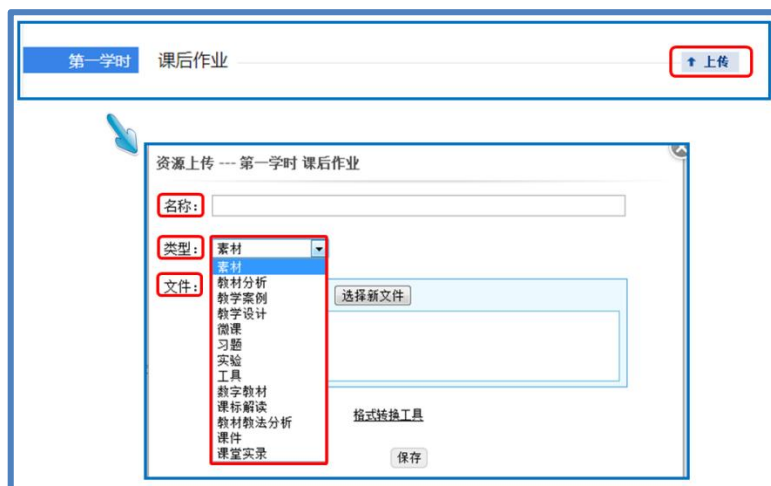 第一学时 课后作业 上传
资源上传 --- 第一学时 课后作业
名称:
类型: 素材
素材
文件:
教材分析
选择新文件
教学案例
教学设计
微课
习题
实验
工具
数字教材
课标解读
格式转换工具
教材教法分析
课件
课堂实录
保存